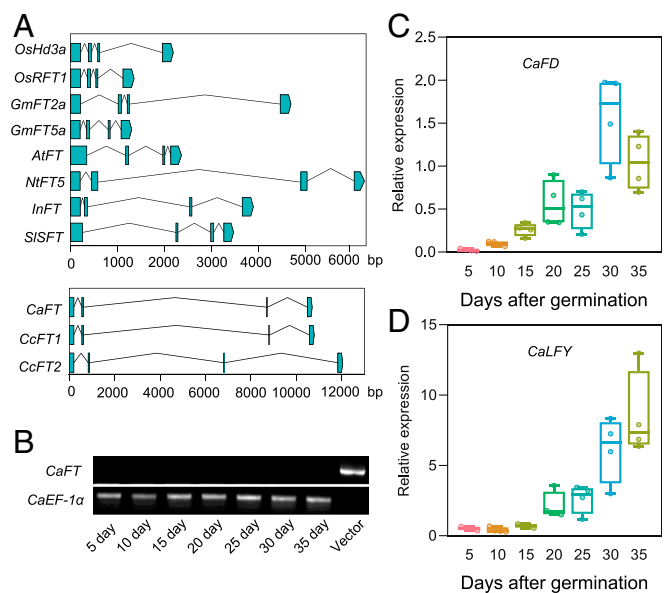 A
OsHd3a
OsRFT1
GmFT2a
GmFT5a
AtFT
NtFT5
InFT
SlSFT
0 1000 2000 3000 4000 5000 6000 bp
CaFT
CcFT1
CcFT2
0 2000 4000 6000 8000 10000 12000 bp
B
CaFT
CaEF-1α
5 day 10 day 15 day 20 day 25 day 30 day 35 day Vector
C
CaFD
Relative expression
2.5
2.0
1.5
1.0
0.5
0.0
5 10 15 20 25 30 35
Days after germination
D
CaLFY
Relative expression
15
10
5
0
5 10 15 20 25 30 35
Days after germination